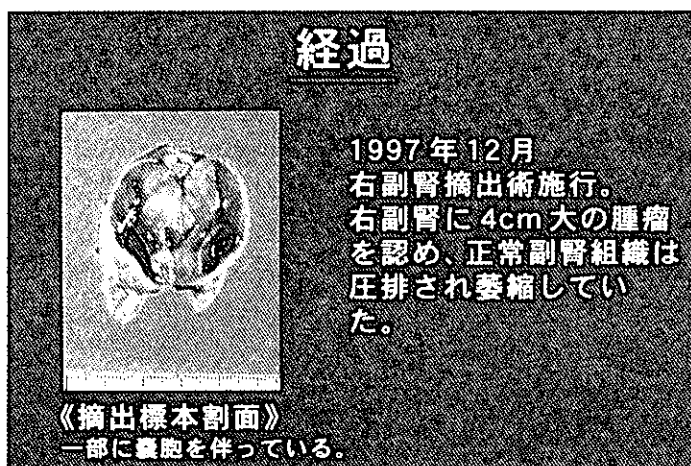 経過
1997年12月
右副腎摘出術施行。
右副腎に4cm大の腫瘤
を認め、正常副腎組織は
圧排され萎縮してい
た。
《摘出標本割面》
一部に嚢胞を伴っている。